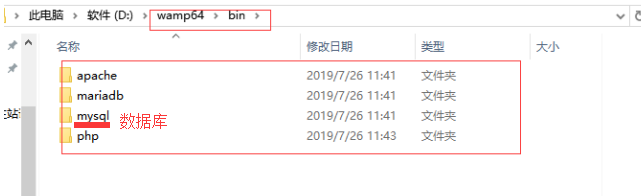 此电脑 > 软件 (D:) > wamp64 > bin >
名称 修改日期 类型 大小
apache 2019/7/26 11:41 文件夹
mariadb 2019/7/26 11:41 文件夹
mysql 数据库 2019/7/26 11:41 文件夹
php 2019/7/26 11:43 文件夹